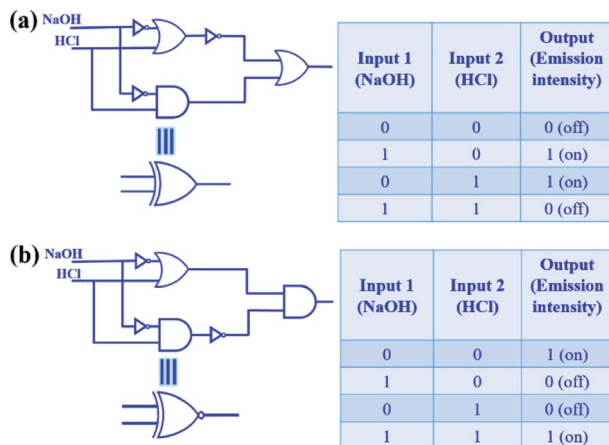 (a)
NaOH
HCl
Input 1 Input 2 Output
(NaOH) (HCl) (Emission
intensity)
0 0 0 (off)
1 0 1 (on)
0 1 1 (on)
1 1 0 (off)
(b)
NaOH
HCl
Input 1 Input 2 Output
(NaOH) (HCl) (Emission
intensity)
0 0 1 (on)
1 0 0 (off)
0 1 0 (off)
1 1 1 (on)